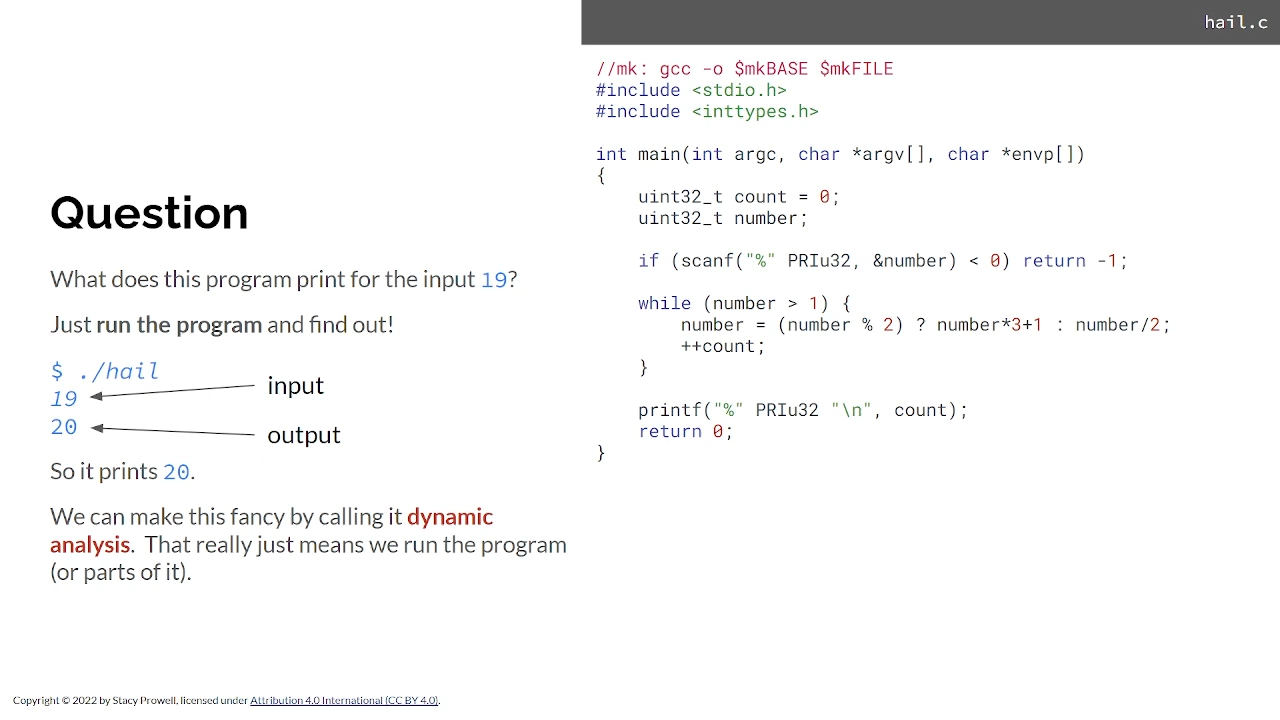 hail.c
Question
What does this program print for the input 19?
Just run the program and find out!
$ ./hail
19
input
20
output
So it prints 20.
We can make this fancy by calling it dynamic
analysis. That really just means we run the program
(or parts of it).
//mk: gcc -o $mkBASE $mkFILE
#include <stdio.h>
#include <inttypes.h>
int main(int argc, char *argv[], char *envp[])
{
    uint32_t count = 0;
    uint32_t number;
    if (scanf("%" PRIu32, &number) < 0) return -1;
    while (number > 1) {
        number = (number % 2) ? number*3+1 : number/2;
        ++count;
    }
    printf("%" PRIu32 "\n", count);
    return 0;
}
Copyright © 2022 by Stacy Prowell, licensed under Attribution 4.0 International (CC BY 4.0).